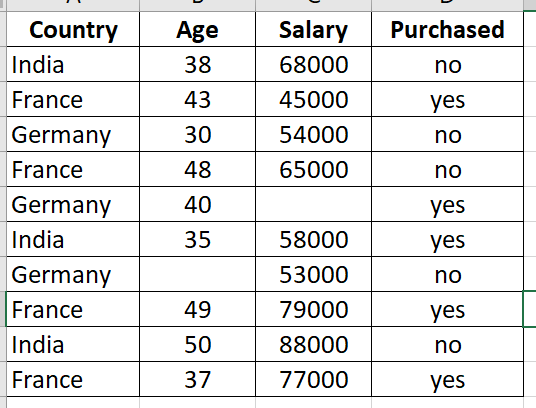 Country Age Salary Purchased
India 38 68000 no
France 43 45000 yes
Germany 30 54000 no
France 48 65000 no
Germany 40 yes
India 35 58000 yes
Germany 53000 no
France 49 79000 yes
India 50 88000 no
France 37 77000 yes